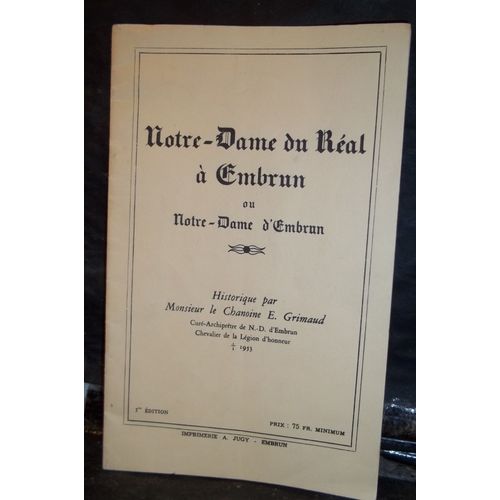 Notre-Dame du Réal
à Embrun
ou
Notre-Dame d'Embrun
Historique par
Monsieur le Chanoine E. Grimaud
Curé-Archiprêtre de N.-D. d'Embrun
Chevalier de la Légion d'honneur
† 1953
ÉDITION
PRIX : 75 FR. MINIMUM
IMPRIMERIE A. JUGY - EMBRUN